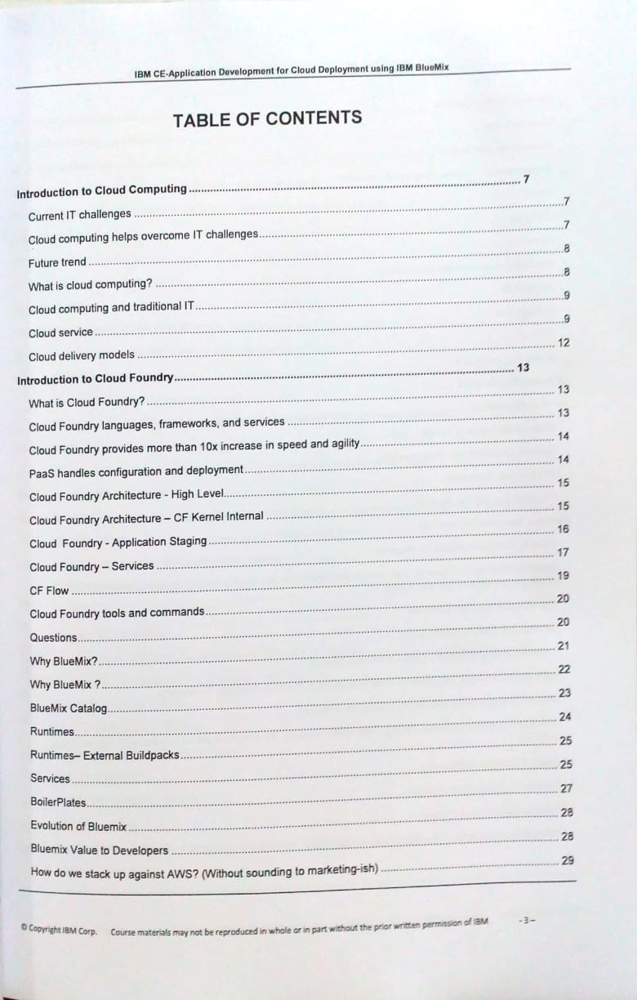 IBM CE-Application Development for Cloud Deployment using IBM BlueMix
TABLE OF CONTENTS
Introduction to Cloud Computing ........ 7
Current IT challenges ........ 7
Cloud computing helps overcome IT challenges ........ 7
Future trend ........ 8
What is cloud computing? ........ 8
Cloud computing and traditional IT ........ 9
Cloud service ........ 9
Cloud delivery models ........ 12
Introduction to Cloud Foundry ........ 13
What is Cloud Foundry? ........ 13
Cloud Foundry languages, frameworks, and services ........ 13
Cloud Foundry provides more than 10x increase in speed and agility ........ 14
PaaS handles configuration and deployment ........ 14
Cloud Foundry Architecture - High Level ........ 15
Cloud Foundry Architecture – CF Kernel Internal ........ 15
Cloud Foundry - Application Staging ........ 16
Cloud Foundry – Services ........ 17
CF Flow ........ 19
Cloud Foundry tools and commands ........ 20
Questions ........ 20
Why BlueMix? ........ 21
Why BlueMix ? ........ 22
BlueMix Catalog ........ 23
Runtimes ........ 24
Runtimes– External Buildpacks ........ 25
Services ........ 25
BoilerPlates ........ 27
Evolution of Bluemix ........ 28
Bluemix Value to Developers ........ 28
How do we stack up against AWS? (Without sounding to marketing-ish) ........ 29
© Copyright IBM Corp. Course materials may not be reproduced in whole or in part without the prior written permission of IBM - 3 –